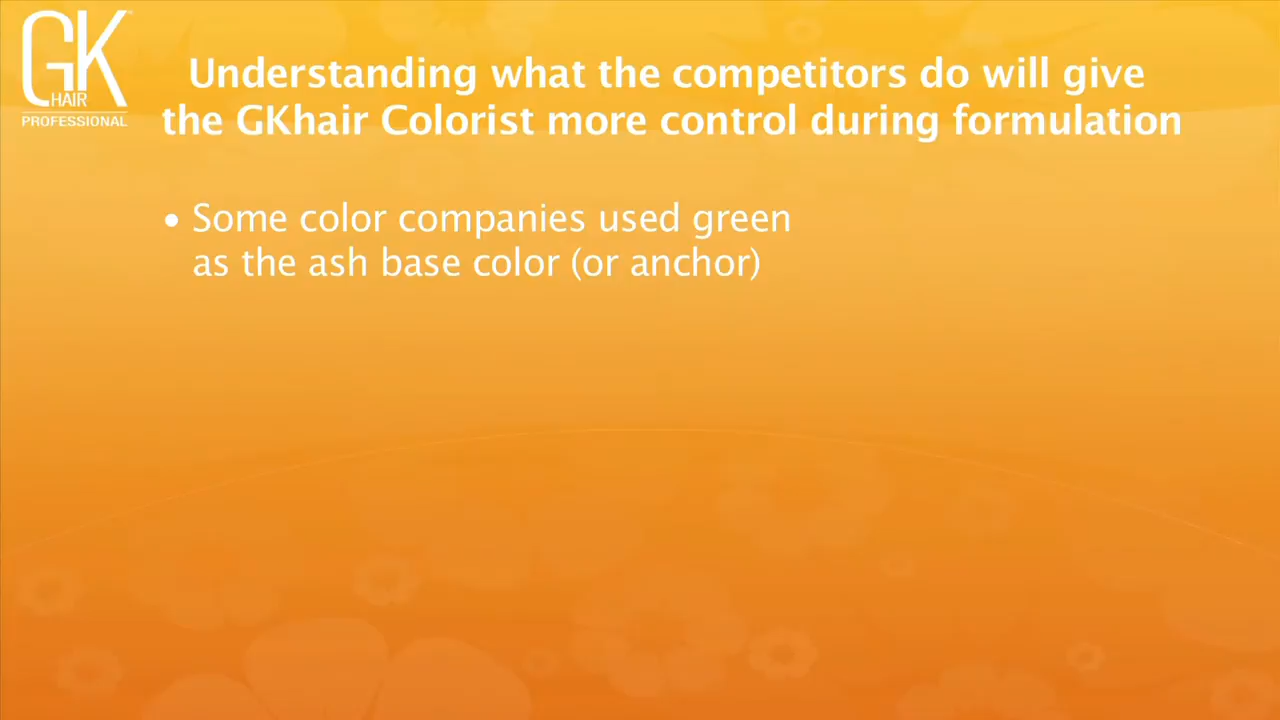 GK
HAIR
PROFESSIONAL
Understanding what the competitors do will give
the GKhair Colorist more control during formulation
• Some color companies used green
as the ash base color (or anchor)